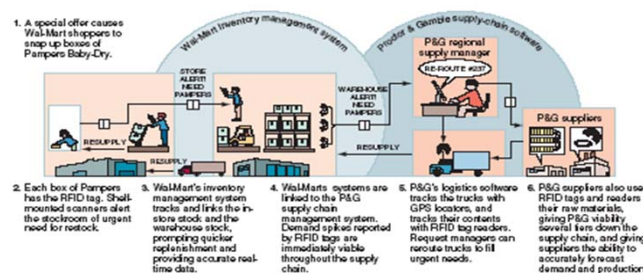 1. A special offer causes
Wal-Mart shoppers to
snap up boxes of
Pampers Baby-Dry.
Wal-Mart Inventory management system
Proctor & Gamble supply-chain software
P&G regional
supply manager
RE-ROUTE #237
STORE
ALERT!
NEED
PAMPERS
WAREHOUSE
ALERT!
NEED
PAMPERS
P&G suppliers
RESUPPLY
RESUPPLY
RESUPPLY
2. Each box of Pampers
has the RFID tag. Shell-
mounted scanners alert
the stockroom of urgent
need for restock.
3. Wal-Mart's inventory
management system
tracks and links the in-
store stock and the
warehouse stock,
prompting quicker
replenishment and
providing accurate real-
time data.
4. Wal-Marts systems are
linked to the P&G
supply chain
management system.
Demand spikes reported
by RFID tags are
immediately viable
throughout the supply
chain.
5. P&G's logistics software
tracks the trucks with
GPS locators, and
tracks their contents
with RFID tag readers.
Request managers can
reroute trucks to fill
urgent needs.
6. P&G suppliers also use
RFID tags and readers
their raw materials,
giving P&G viability
several tiers down the
supply chain, and giving
suppliers the ability to
accurately forecast
demand and production